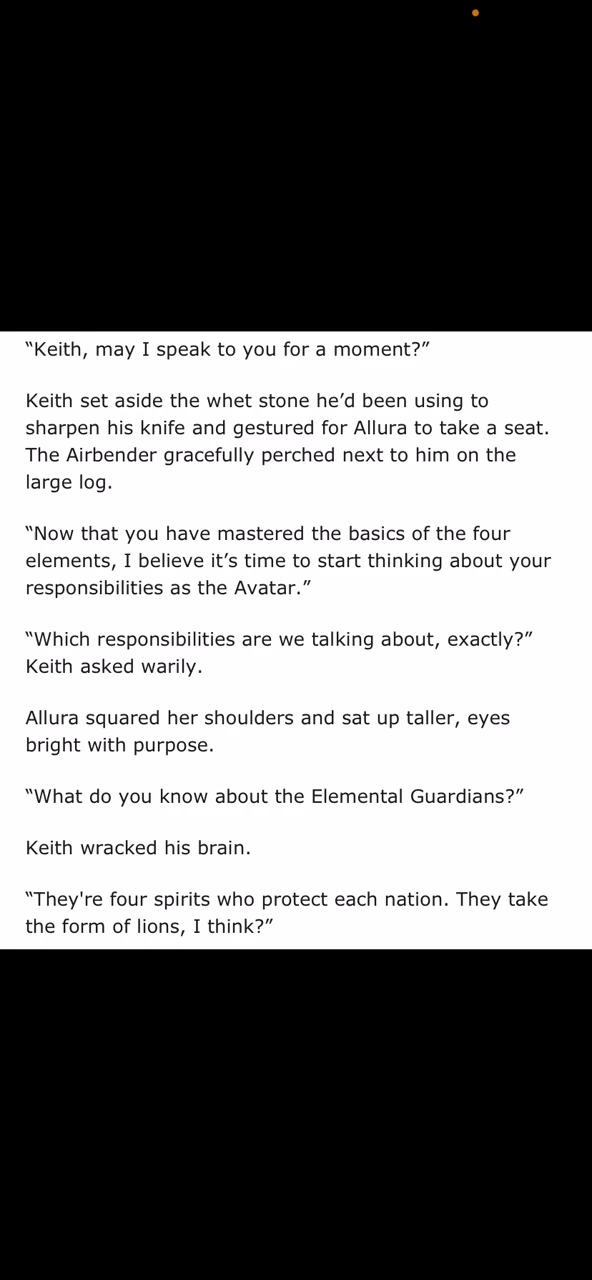 “Keith, may I speak to you for a moment?”
Keith set aside the whet stone he’d been using to
sharpen his knife and gestured for Allura to take a seat.
The Airbender gracefully perched next to him on the
large log.
“Now that you have mastered the basics of the four
elements, I believe it’s time to start thinking about your
responsibilities as the Avatar.”
“Which responsibilities are we talking about, exactly?”
Keith asked warily.
Allura squared her shoulders and sat up taller, eyes
bright with purpose.
“What do you know about the Elemental Guardians?”
Keith wracked his brain.
“They're four spirits who protect each nation. They take
the form of lions, I think?”